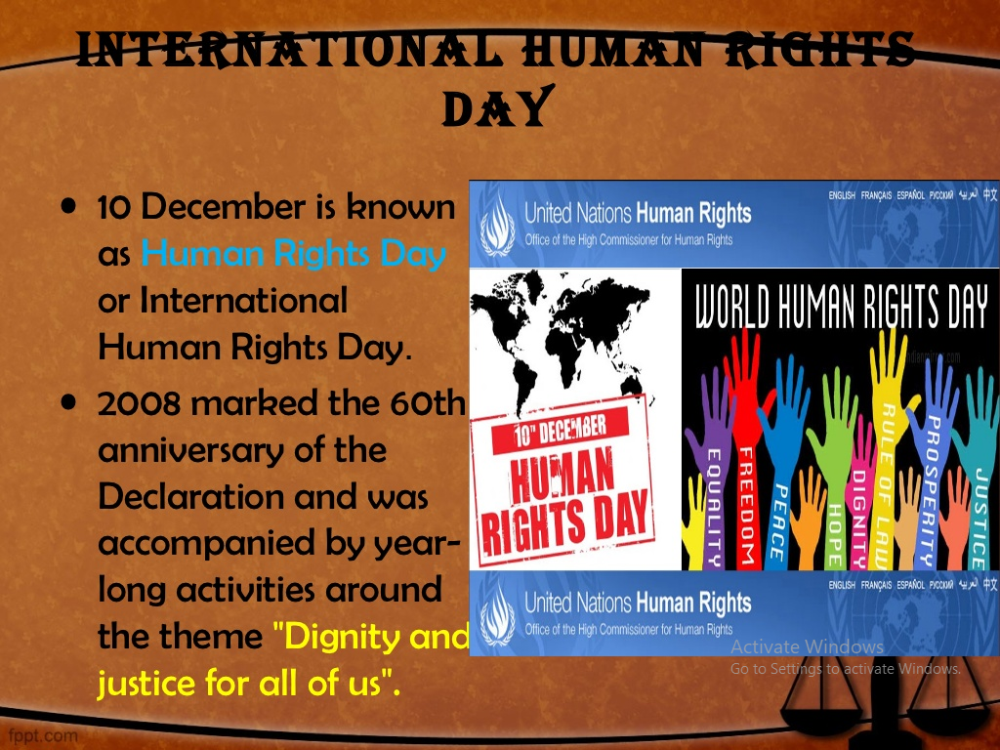 INTERNATIONAL HUMAN RIGHTS
DAY
• 10 December is known
as Human Rights Day
or International
Human Rights Day.
• 2008 marked the 60th
anniversary of the
Declaration and was
accompanied by year-
long activities around
the theme "Dignity and
justice for all of us".
United Nations Human Rights
Office of the High Commissioner for Human Rights
ENGLISH FRANÇAIS ESPAÑOL РУССКИЙ العربية 中文
10TH DECEMBER
HUMAN
RIGHTS DAY
WORLD HUMAN RIGHTS DAY
indianmirror.com
EQUALITY
FREEDOM
PEACE
HOPE
DIGNITY
RULE OF LAW
PROSPERITY
JUSTICE
United Nations Human Rights
Office of the High Commissioner for Human Rights
ENGLISH FRANÇAIS ESPAÑOL РУССКИЙ العربية 中文
Activate Windows
Go to Settings to activate Windows.
fppt.com